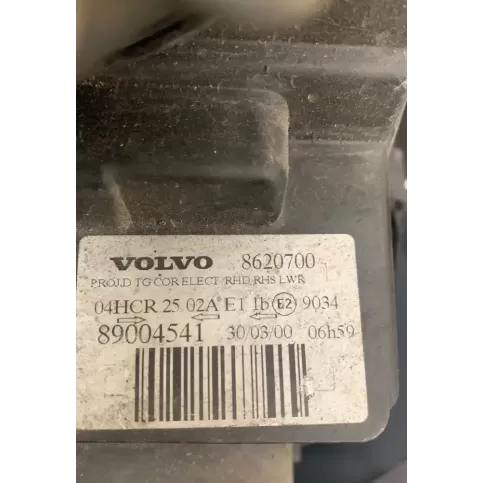 VOLVO 8620700
PROJ.D TG COR ELECT RHD RHS LWR
04HCR 25 02A E1 1b E2 9034
89004541 30/03/00 06h59